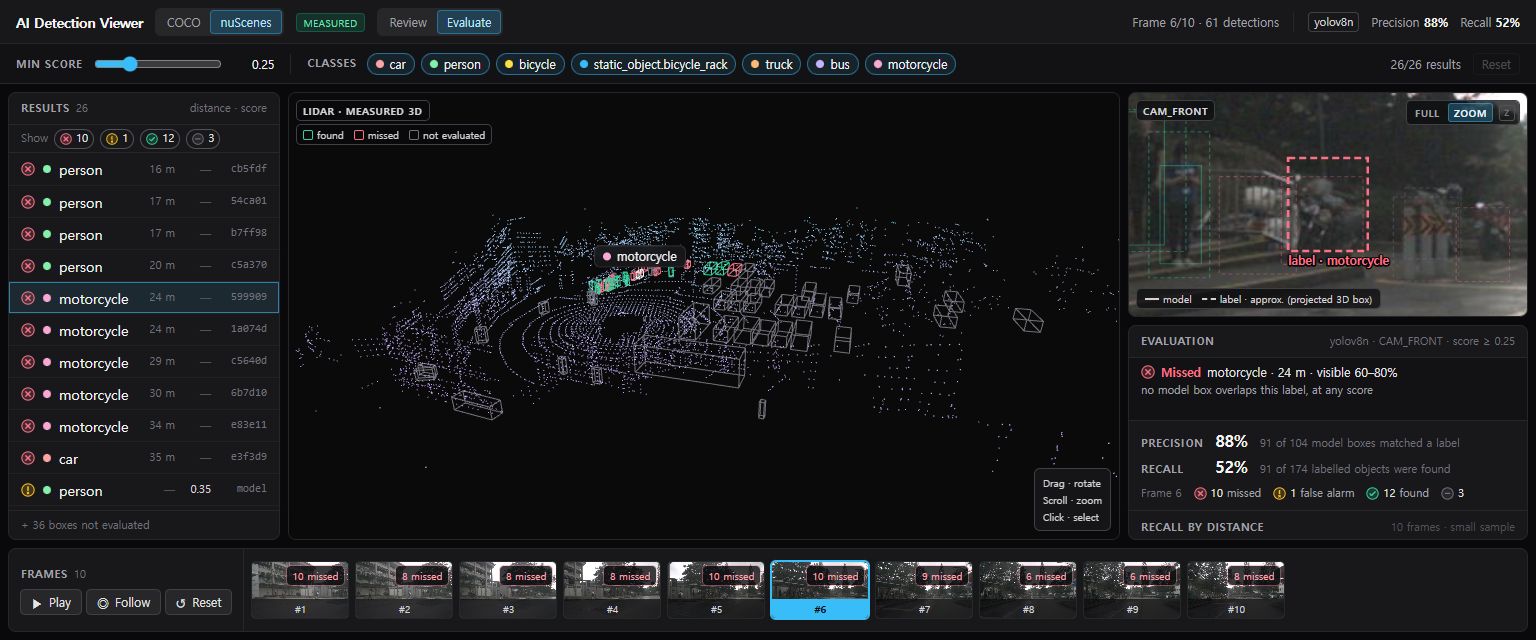 AI Detection Viewer COCO nuScenes MEASURED Review Evaluate Frame 6/10 · 61 detections yolov8n Precision 88% Recall 52%
MIN SCORE 0.25 CLASSES car person bicycle static_object.bicycle_rack truck bus motorcycle 26/26 results Reset
RESULTS 26 distance · score
Show 10 1 12 3
person 16 m — cb5fdf
person 17 m — 54ca01
person 17 m — b7ff98
person 20 m — c5a370
motorcycle 24 m — 599909
motorcycle 24 m — 1a074d
motorcycle 29 m — c5640d
motorcycle 30 m — 6b7d10
motorcycle 34 m — e83e11
car 35 m — e3f3d9
person — 0.35 model
+ 36 boxes not evaluated
LIDAR · MEASURED 3D
found missed not evaluated
motorcycle
Drag · rotate
Scroll · zoom
Click · select
CAM_FRONT FULL ZOOM Z
label · motorcycle
model label · approx. (projected 3D box)
EVALUATION yolov8n · CAM_FRONT · score ≥ 0.25
Missed motorcycle · 24 m · visible 60–80%
no model box overlaps this label, at any score
PRECISION 88% 91 of 104 model boxes matched a label
RECALL 52% 91 of 174 labelled objects were found
Frame 6 10 missed 1 false alarm 12 found 3
RECALL BY DISTANCE 10 frames · small sample
FRAMES 10
Play Follow Reset
10 missed 8 missed 8 missed 8 missed 10 missed 10 missed 9 missed 6 missed 6 missed 8 missed
#1 #2 #3 #4 #5 #6 #7 #8 #9 #10